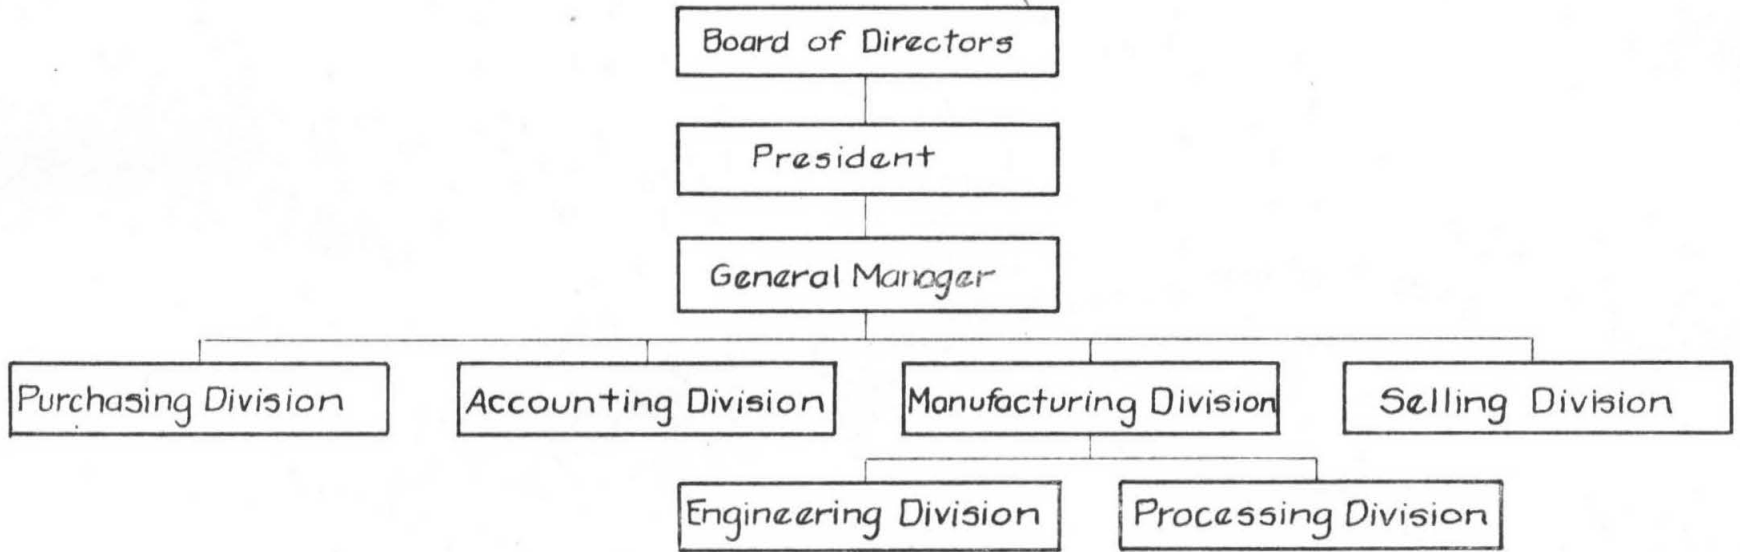 Board of Directors
President
General Manager
Purchasing Division
Accounting Division
Manufacturing Division
Selling Division
Engineering Division
Processing Division